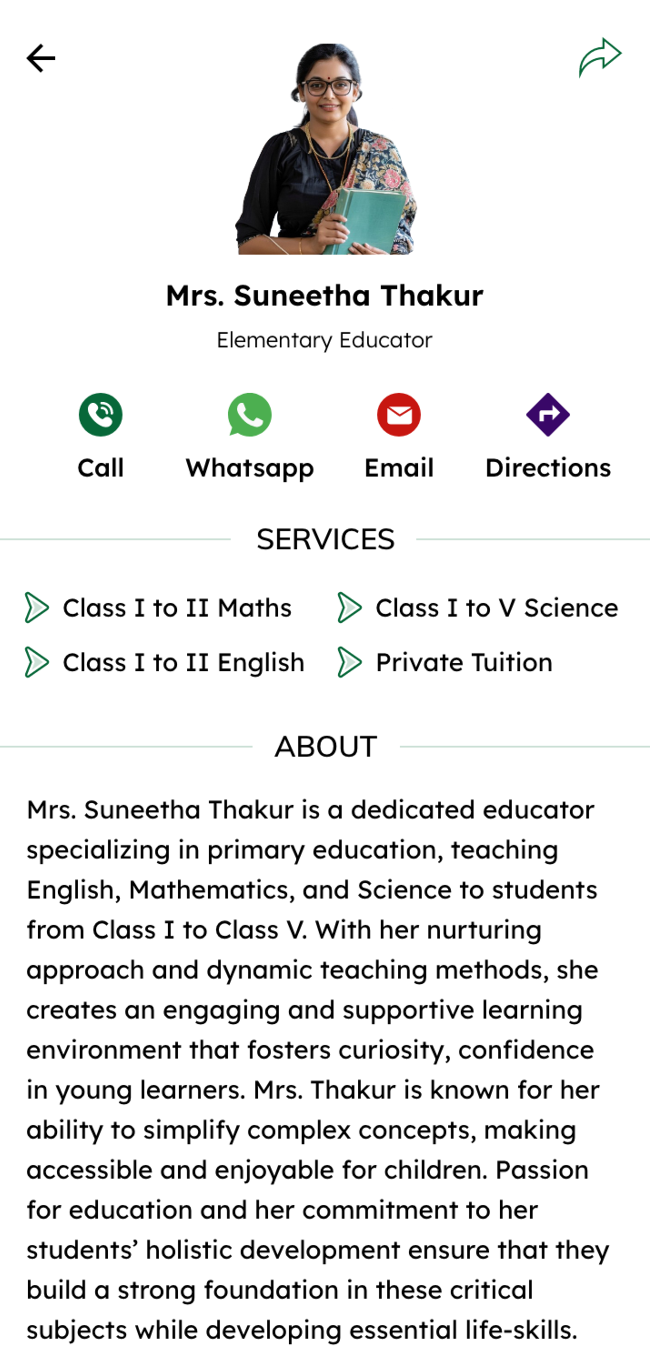 Mrs. Suneetha Thakur
Elementary Educator
Call
Whatsapp
Email
Directions
SERVICES
Class I to II Maths
Class I to V Science
Class I to II English
Private Tuition
ABOUT
Mrs. Suneetha Thakur is a dedicated educator
specializing in primary education, teaching
English, Mathematics, and Science to students
from Class I to Class V. With her nurturing
approach and dynamic teaching methods, she
creates an engaging and supportive learning
environment that fosters curiosity, confidence
in young learners. Mrs. Thakur is known for her
ability to simplify complex concepts, making
accessible and enjoyable for children. Passion
for education and her commitment to her
students’ holistic development ensure that they
build a strong foundation in these critical
subjects while developing essential life-skills.